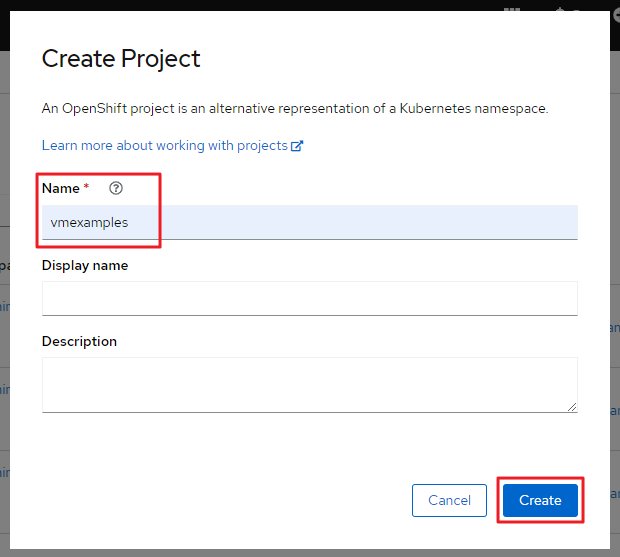 Create Project
An OpenShift project is an alternative representation of a Kubernetes namespace.
Learn more about working with projects
Name *
vmexamples
Display name
Description
Cancel
Create